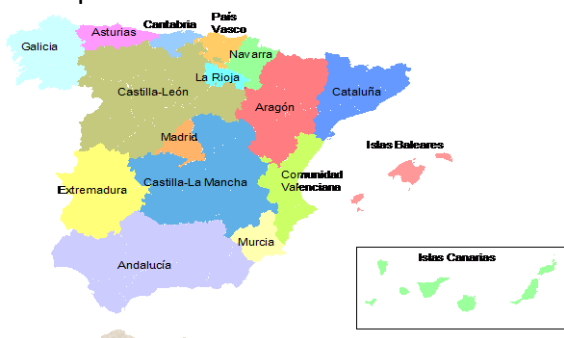 País
Vasco
Cantabria
Asturias
Galicia
Navarra
La Rioja
Castilla-León
Cataluña
Aragón
Madrid
Islas Baleares
Extremadura
Castilla-La Mancha
Comunidad
Valenciana
Murcia
Andalucía
Islas Canarias